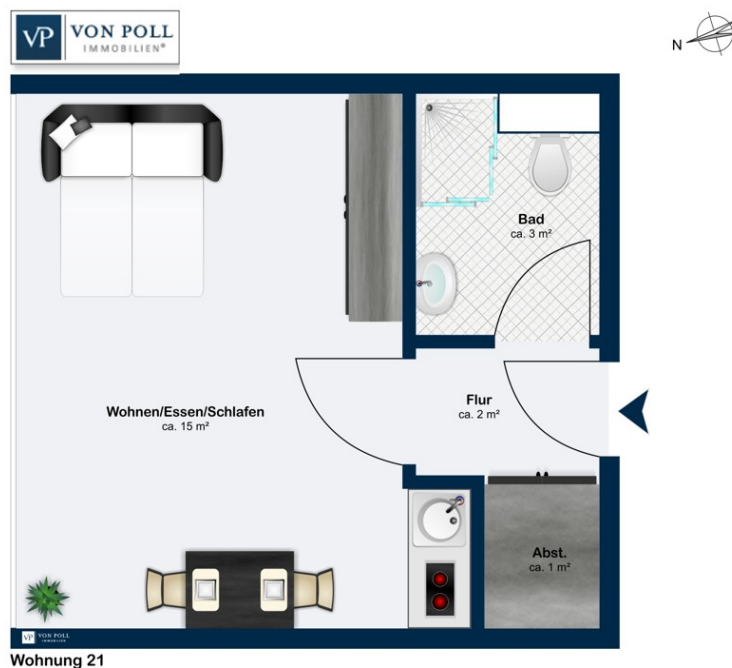 VP VON POLL
IMMOBILIEN®
N
Bad
ca. 3 m²
Wohnen/Essen/Schlafen
ca. 15 m²
Flur
ca. 2 m²
Abst.
ca. 1 m²
VP VON POLL
IMMOBILIEN
Wohnung 21